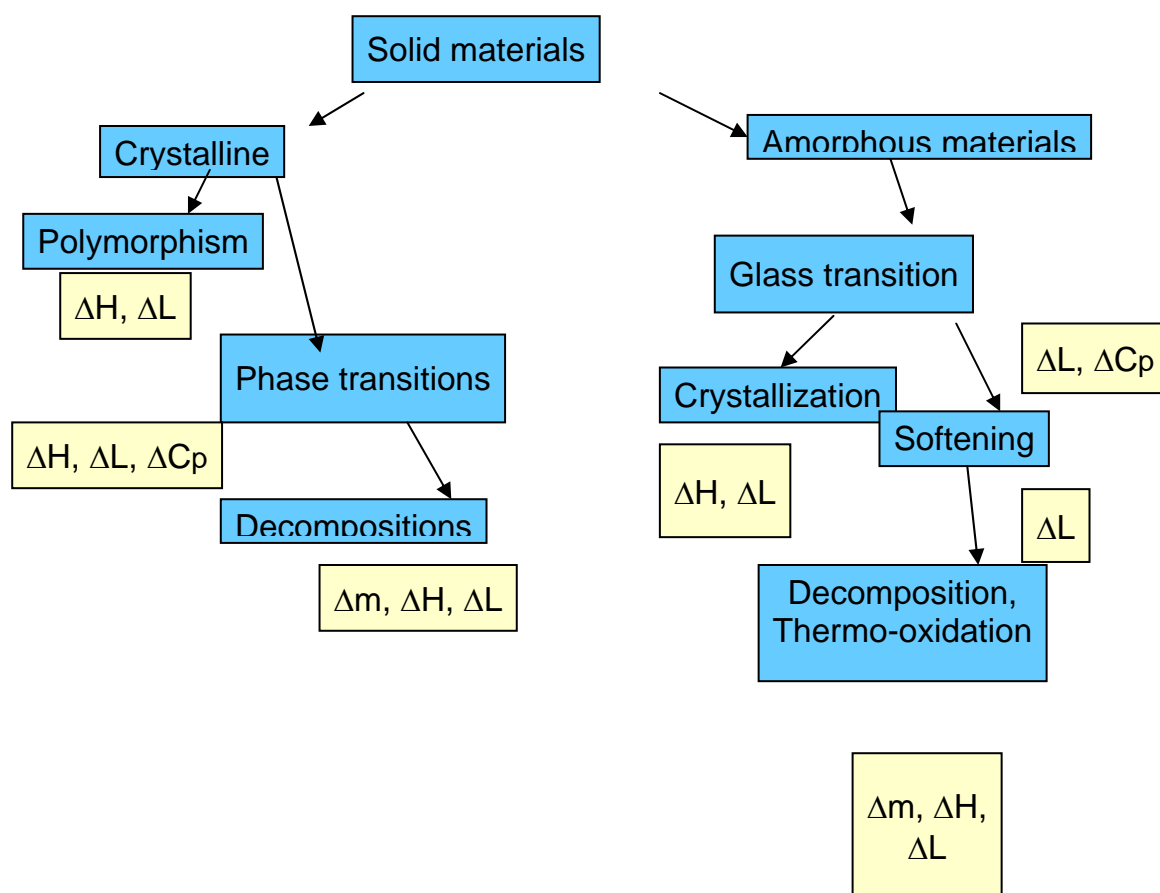 Solid materials
Crystalline
Amorphous materials
Polymorphism
Glass transition
ΔH, ΔL
Phase transitions
ΔL, ΔCp
Crystallization
Softening
ΔH, ΔL, ΔCp
ΔH, ΔL
Decompositions
ΔL
Δm, ΔH, ΔL
Decomposition,
Thermo-oxidation
Δm, ΔH,
ΔL